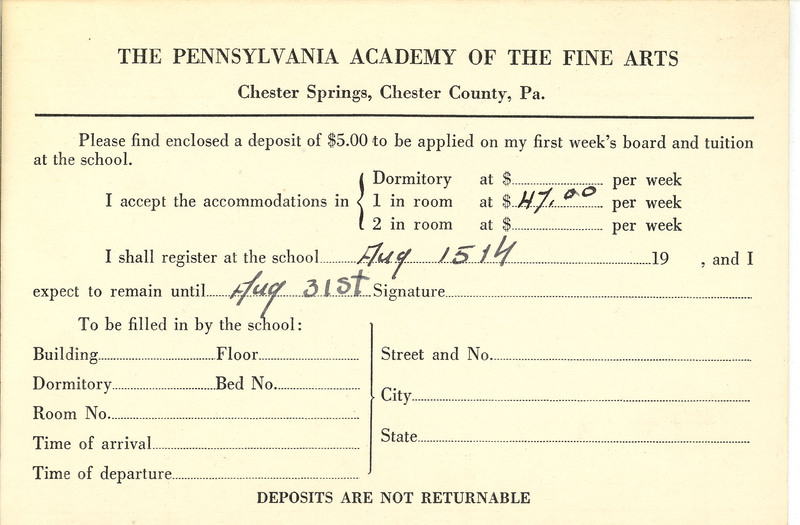 THE PENNSYLVANIA ACADEMY OF THE FINE ARTS
Chester Springs, Chester County, Pa.
Please find enclosed a deposit of $5.00 to be applied on my first week's board and tuition
at the school.
I accept the accommodations in
Dormitory at $ per week
1 in room at $ 47.00 per week
2 in room at $ per week
I shall register at the school Aug 15th 19 , and I
expect to remain until Aug 31st Signature
To be filled in by the school:
Building Floor
Dormitory Bed No.
Room No.
Time of arrival
Time of departure
Street and No.
City
State
DEPOSITS ARE NOT RETURNABLE